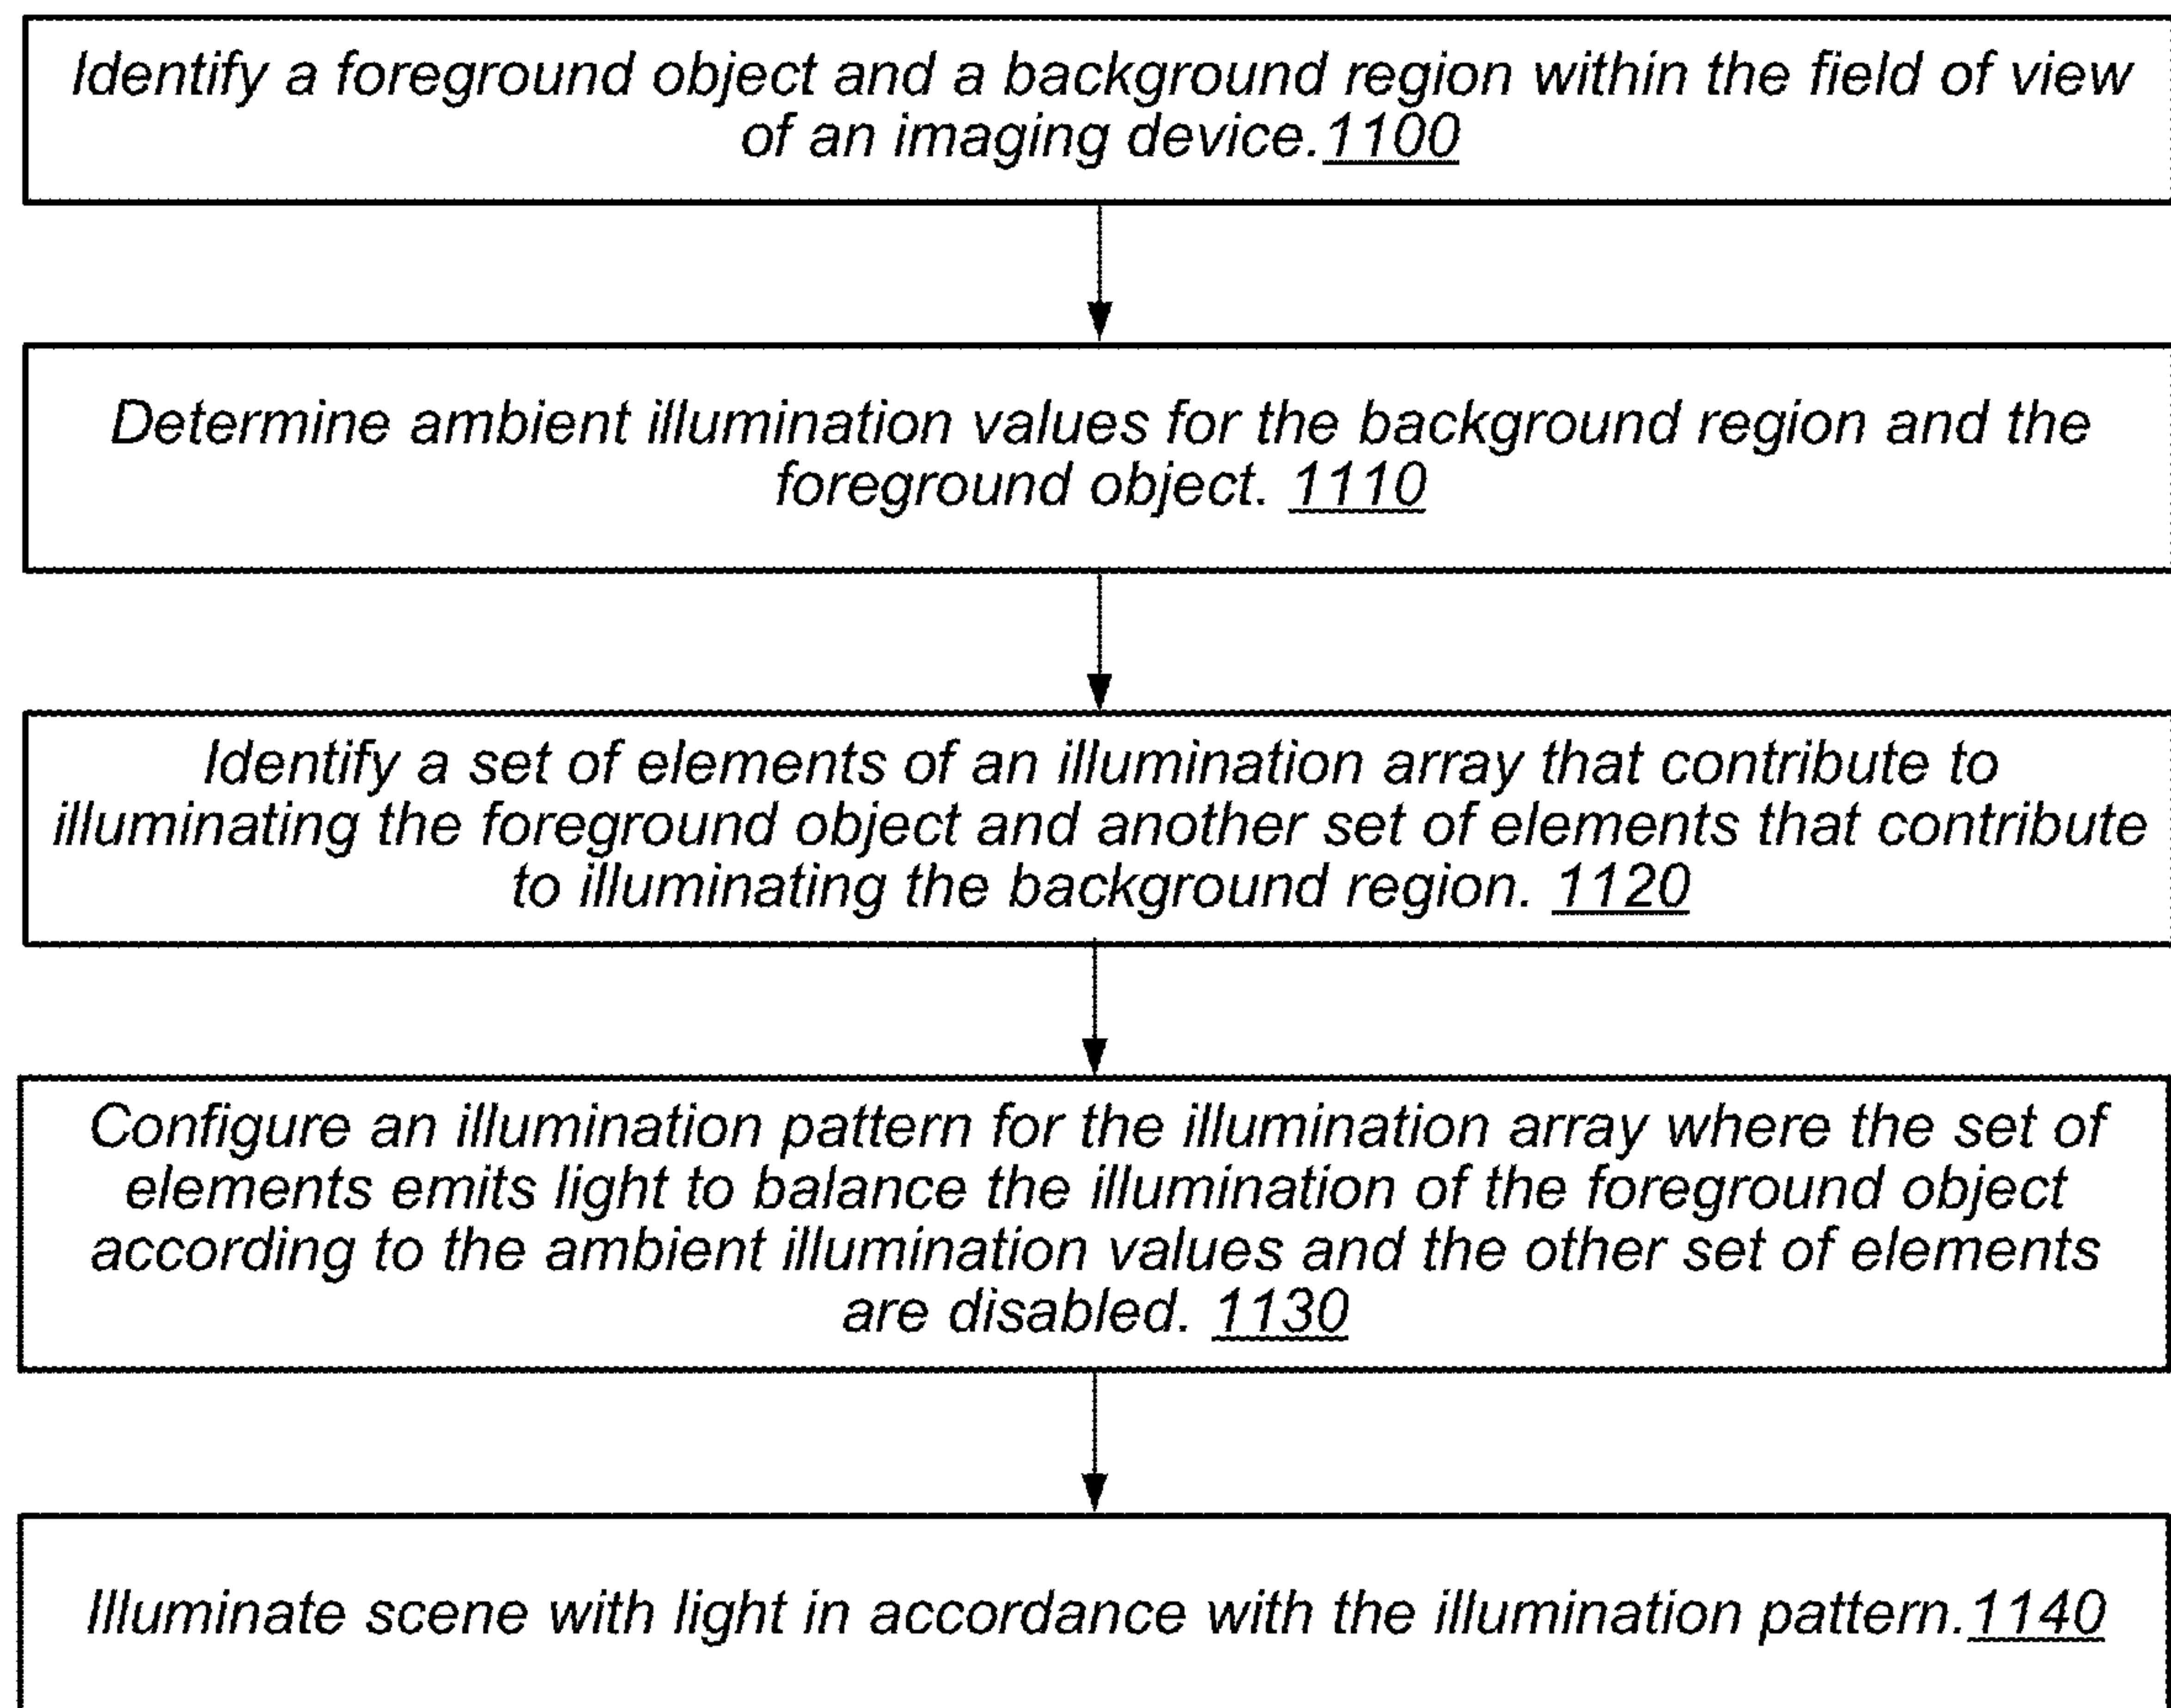 Identify a foreground object and a background region within the field of view
of an imaging device.1100
Determine ambient illumination values for the background region and the
foreground object. 1110
Identify a set of elements of an illumination array that contribute to
illuminating the foreground object and another set of elements that contribute
to illuminating the background region. 1120
Configure an illumination pattern for the illumination array where the set of
elements emits light to balance the illumination of the foreground object
according to the ambient illumination values and the other set of elements
are disabled. 1130
Illuminate scene with light in accordance with the illumination pattern.1140